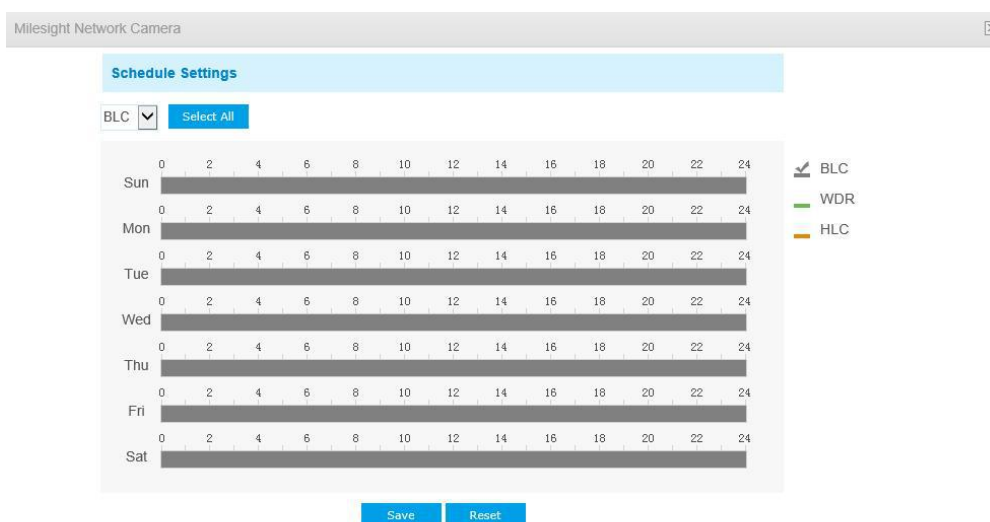 Milesight Network Camera
Schedule Settings
BLC Select All
0 2 4 6 8 10 12 14 16 18 20 22 24
Sun
BLC
0 2 4 6 8 10 12 14 16 18 20 22 24
Mon
WDR
HLC
0 2 4 6 8 10 12 14 16 18 20 22 24
Tue
0 2 4 6 8 10 12 14 16 18 20 22 24
Wed
0 2 4 6 8 10 12 14 16 18 20 22 24
Thu
0 2 4 6 8 10 12 14 16 18 20 22 24
Fri
0 2 4 6 8 10 12 14 16 18 20 22 24
Sat
Save Reset